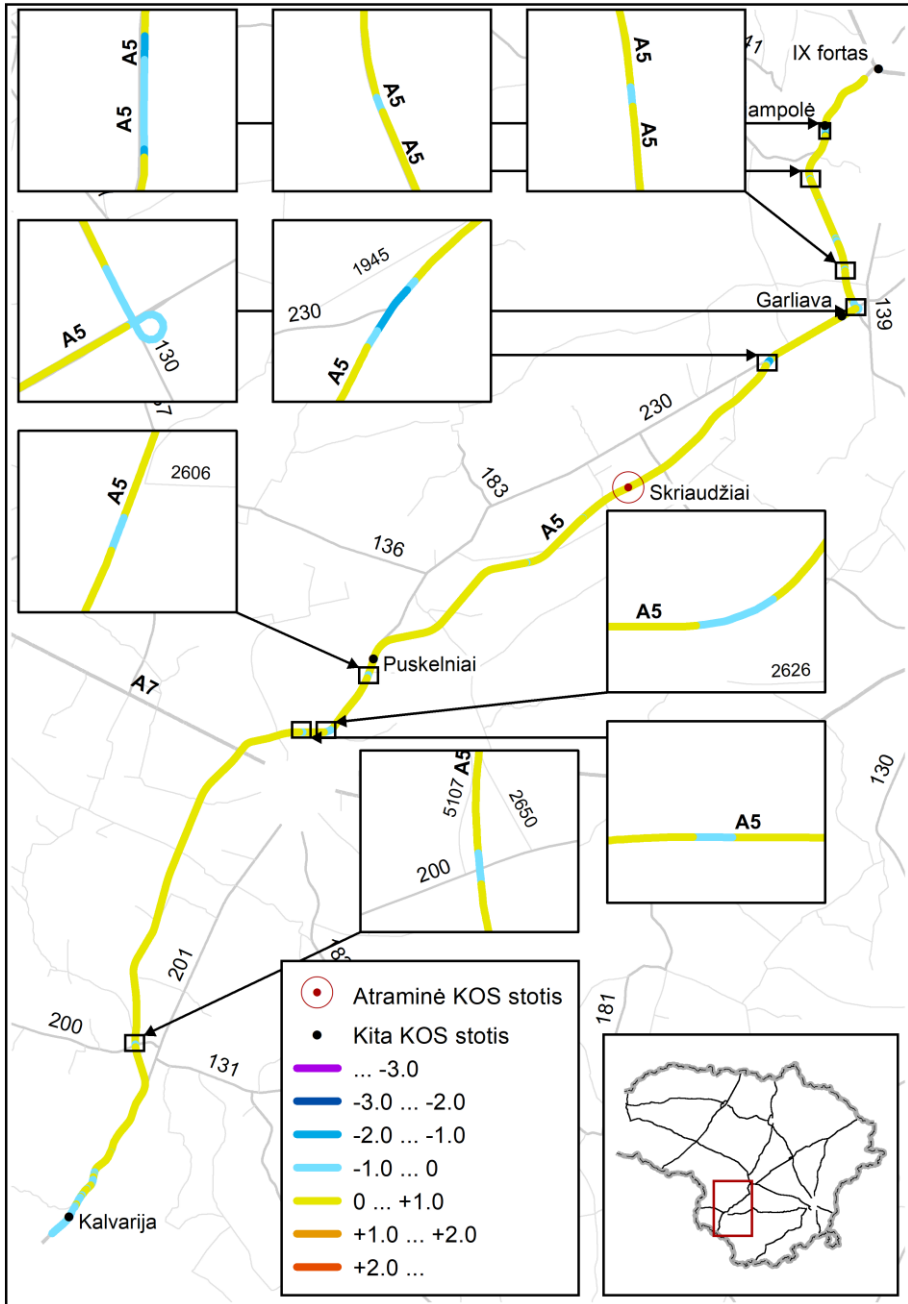 A5
A5
A5
A5
A5
A5
41
IX fortas
ampolė
A5
130
1945
230
A5
Garliava
139
A5
2606
230
183
Skriaudžiai
A5
136
A5
2626
Puskelniai
A7
A5
5107
2650
200
A5
130
201
200
131
181
Kalvarija
Atraminė KOS stotis
Kita KOS stotis
... -3.0
-3.0 ... -2.0
-2.0 ... -1.0
-1.0 ... 0
0 ... +1.0
+1.0 ... +2.0
+2.0 ...